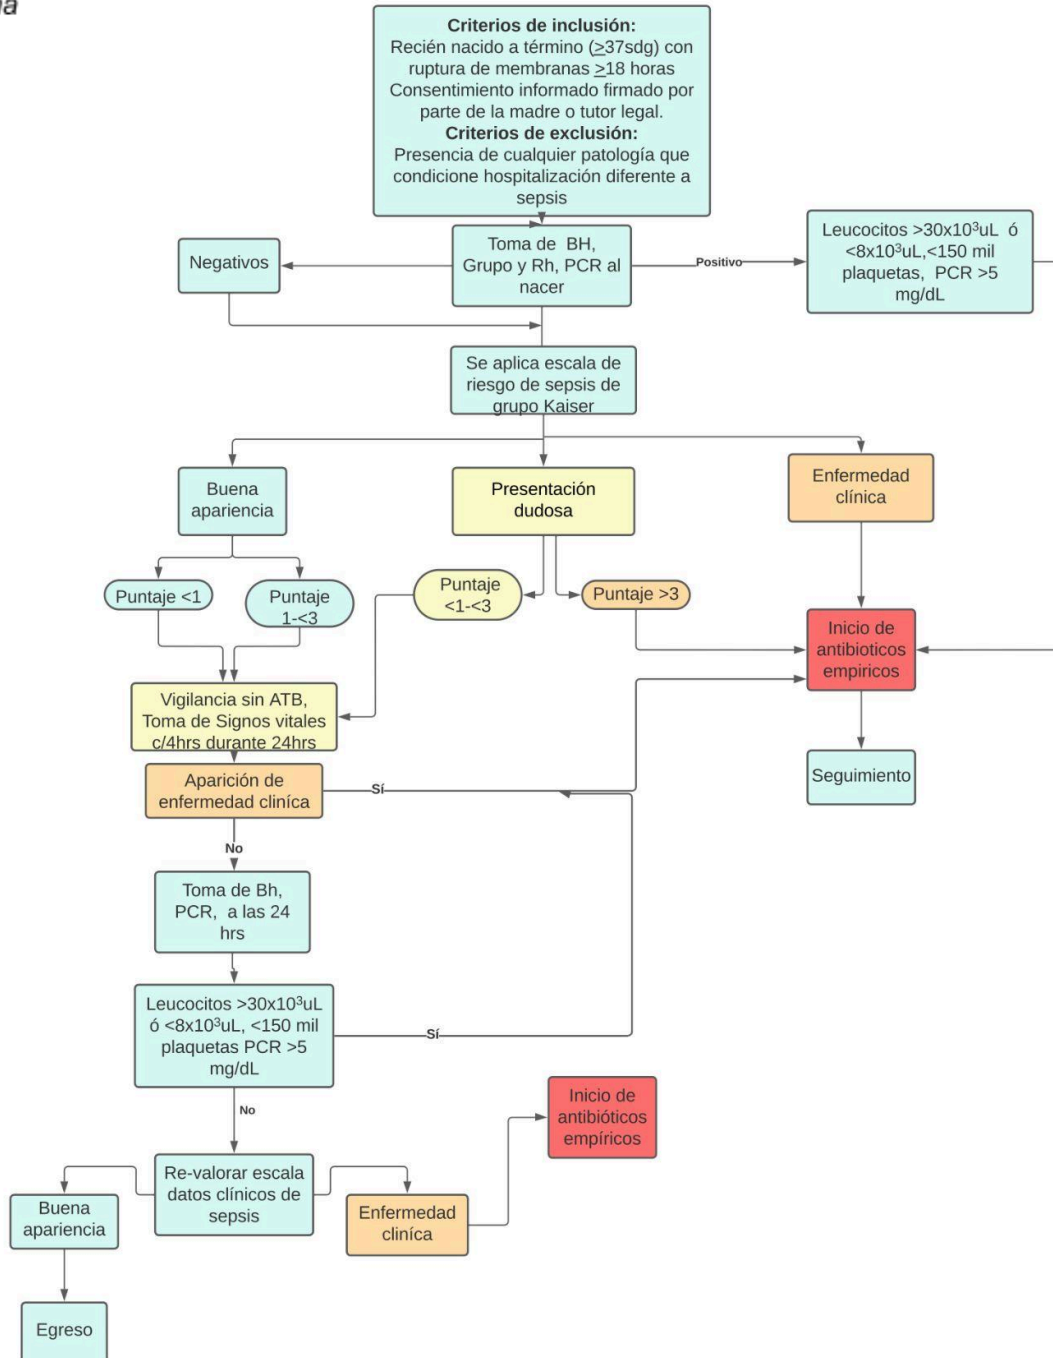 Criterios de inclusión:
Recién nacido a término (≥37sdg) con
ruptura de membranas ≥18 horas
Consentimiento informado firmado por
parte de la madre o tutor legal.
Criterios de exclusión:
Presencia de cualquier patología que
condicione hospitalización diferente a
sepsis
Negativos
Toma de BH,
Grupo y Rh, PCR al
nacer
Positivo
Leucocitos >30x10³uL ó
<8x10³uL,<150 mil
plaquetas, PCR >5
mg/dL
Se aplica escala de
riesgo de sepsis de
grupo Kaiser
Buena
apariencia
Presentación
dudosa
Enfermedad
clínica
Puntaje <1
Puntaje
1-<3
Puntaje
<1-<3
Puntaje >3
Inicio de
antibioticos
empiricos
Vigilancia sin ATB,
Toma de Signos vitales
c/4hrs durante 24hrs
Seguimiento
Aparición de
enfermedad cliníca
Sí
No
Toma de Bh,
PCR, a las 24
hrs
Leucocitos >30x10³uL
ó <8x10³uL, <150 mil
plaquetas PCR >5
mg/dL
Sí
No
Inicio de
antibióticos
empíricos
Re-valorar escala
datos clínicos de
sepsis
Buena
apariencia
Enfermedad
cliníca
Egreso